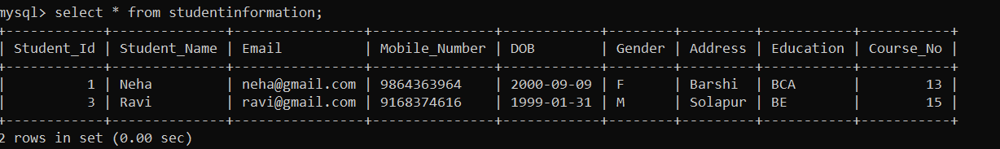 mysql> select * from studentinformation;
+------------+--------------+----------------+---------------+------------+--------+---------+-----------+-----------+
| Student_Id | Student_Name | Email          | Mobile_Number | DOB        | Gender | Address | Education | Course_No |
+------------+--------------+----------------+---------------+------------+--------+---------+-----------+-----------+
|          1 | Neha         | neha@gmail.com | 9864363964    | 2000-09-09 | F      | Barshi  | BCA       |        13 |
|          3 | Ravi         | ravi@gmail.com | 9168374616    | 1999-01-31 | M      | Solapur | BE        |        15 |
+------------+--------------+----------------+---------------+------------+--------+---------+-----------+-----------+
2 rows in set (0.00 sec)